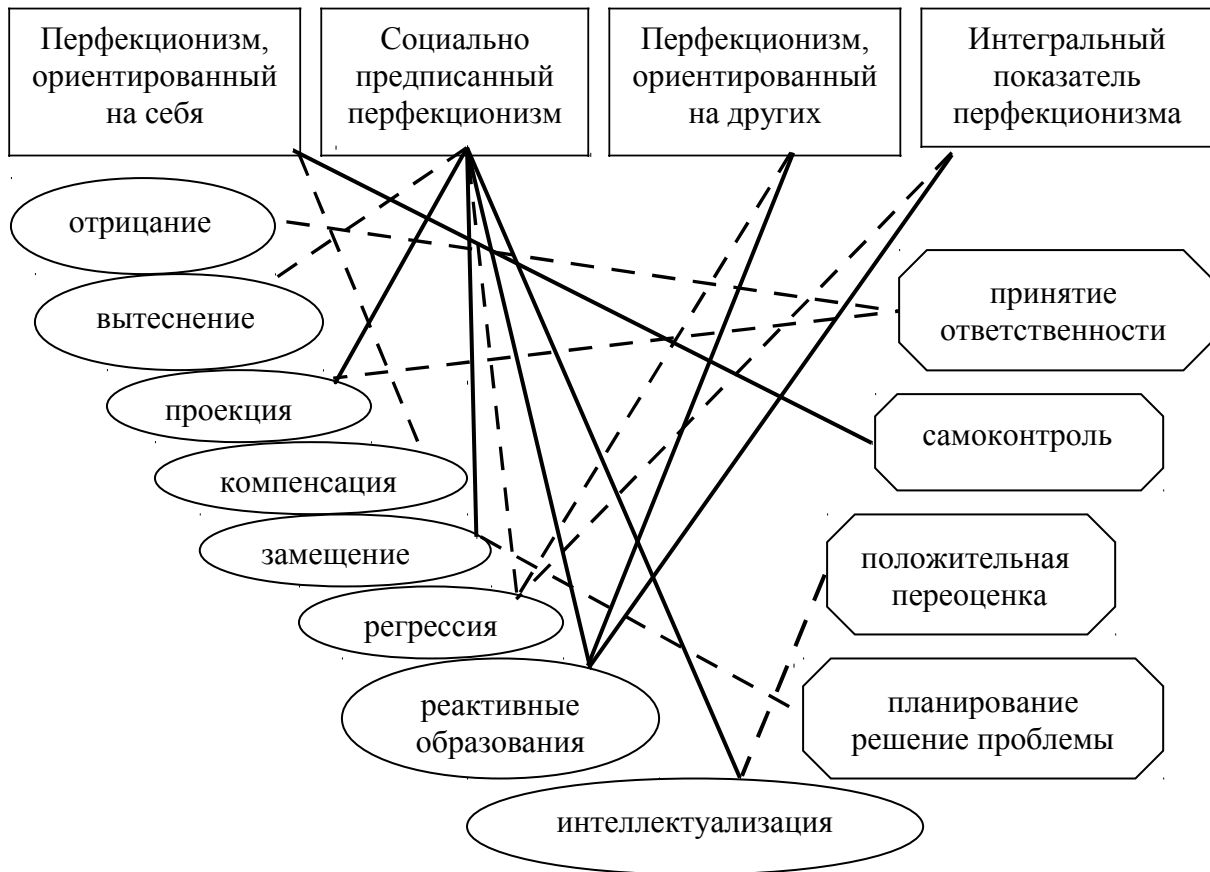 Перфекционизм,
ориентированный
на себя
Социально
предписанный
перфекционизм
Перфекционизм,
ориентированный
на других
Интегральный
показатель
перфекционизма
отрицание
вытеснение
проекция
компенсация
замещение
регрессия
реактивные
образования
интеллектуализация
принятие
ответственности
самоконтроль
положительная
переоценка
планирование
решение проблемы